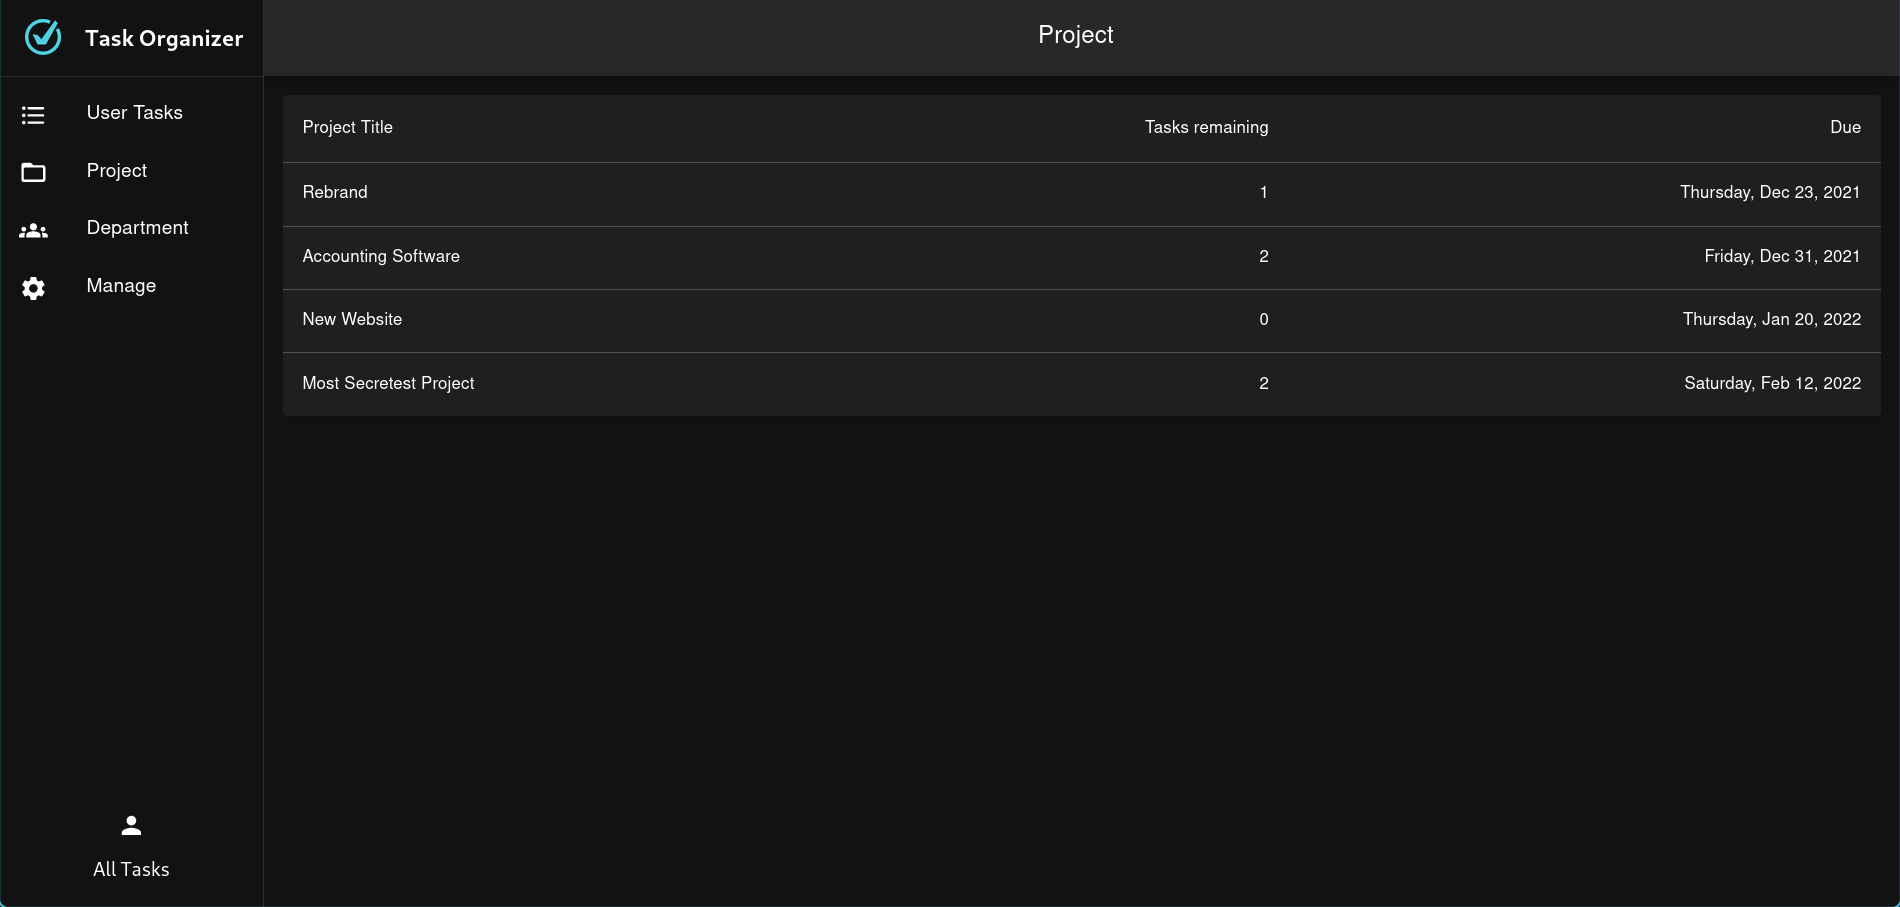 Task Organizer
Project
User Tasks
Project
Department
Manage
All Tasks
Project Title Tasks remaining Due
Rebrand 1 Thursday, Dec 23, 2021
Accounting Software 2 Friday, Dec 31, 2021
New Website 0 Thursday, Jan 20, 2022
Most Secretest Project 2 Saturday, Feb 12, 2022